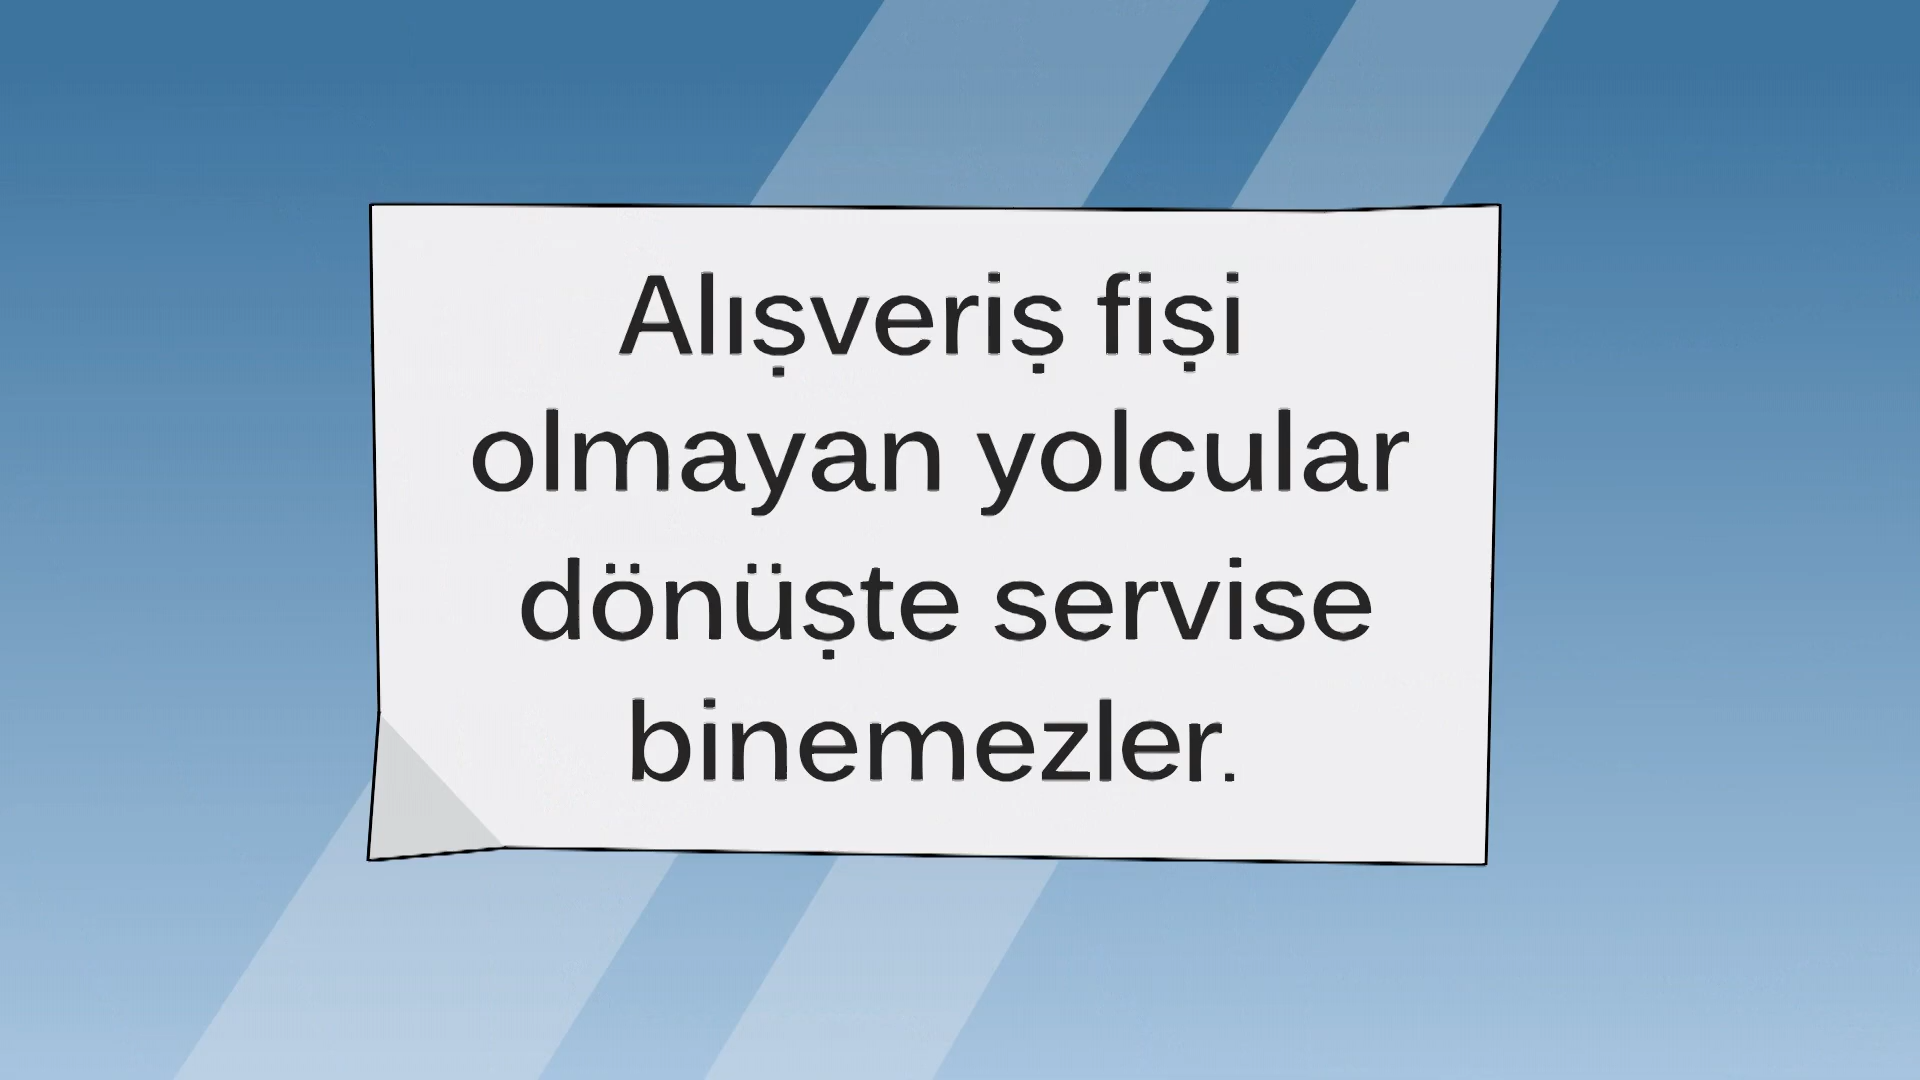 Alışveriş fişi
olmayan yolcular
dönüşte servise
binemezler.